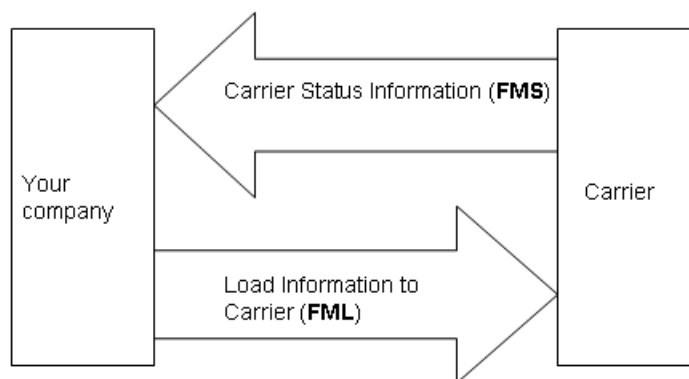 Carrier Status Information (FMS)
Your
company
Carrier
Load Information to
Carrier (FML)